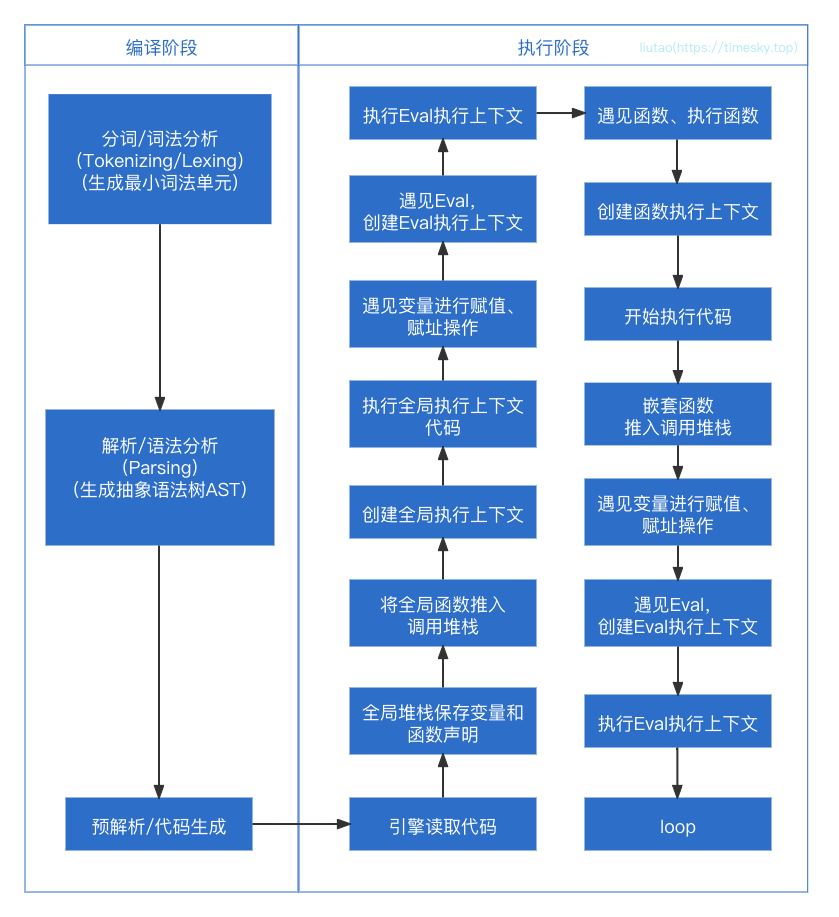 编译阶段
执行阶段
liutao(https://timesky.top)
分词/词法分析
(Tokenizing/Lexing)
(生成最小词法单元)
解析/语法分析
(Parsing)
(生成抽象语法树AST)
预解析/代码生成
引擎读取代码
全局堆栈保存变量和
函数声明
将全局函数推入
调用堆栈
创建全局执行上下文
执行全局执行上下文
代码
遇见变量进行赋值、
赋址操作
遇见Eval,
创建Eval执行上下文
执行Eval执行上下文
遇见函数、执行函数
创建函数执行上下文
开始执行代码
嵌套函数
推入调用堆栈
遇见变量进行赋值、
赋址操作
遇见Eval,
创建Eval执行上下文
执行Eval执行上下文
loop